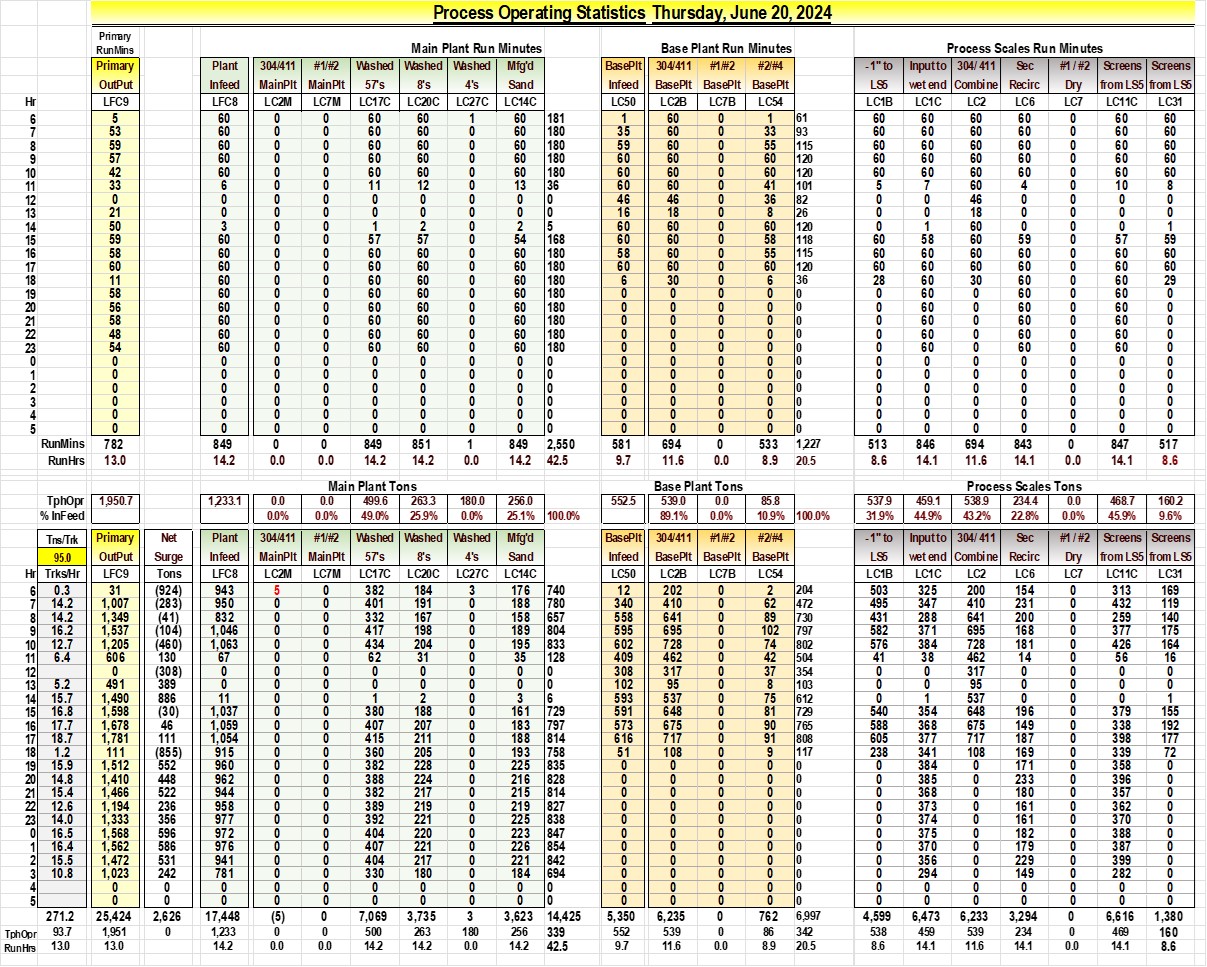 Process Operating Statistics Thursday, June 20, 2024
Primary
RunMins Main Plant Run Minutes Base Plant Run Minutes Process Scales Run Minutes
Primary Plant 304/411 #1/#2 Washed Washed Washed Mfg'd BasePlt 304/411 #1/#2 #2/#4 -1" to Input to 304/ 411 Sec #1 / #2 Screens Screens
OutPut Infeed MainPlt MainPlt 57's 8's 4's Sand Infeed BasePlt BasePlt BasePlt LS5 wet end Combine Recirc Dry from LS5 from LS5
Hr LFC9 LFC8 LC2M LC7M LC17C LC20C LC27C LC14C LC50 LC2B LC7B LC54 LC1B LC1C LC2 LC6 LC7 LC11C LC31
6 5 60 0 0 60 60 1 60 181 1 60 0 1 61 60 60 60 60 0 60 60
7 53 60 0 0 60 60 0 60 180 35 60 0 33 93 60 60 60 60 0 60 60
8 59 60 0 0 60 60 0 60 180 59 60 0 55 115 60 60 60 60 0 60 60
9 57 60 0 0 60 60 0 60 180 60 60 0 60 120 60 60 60 60 0 60 60
10 42 60 0 0 60 60 0 60 180 60 60 0 60 120 60 60 60 60 0 60 60
11 33 6 0 0 11 12 0 13 36 60 60 0 41 101 5 7 60 4 0 10 8
12 0 0 0 0 0 0 0 0 0 46 46 0 36 82 0 0 46 0 0 0 0
13 21 0 0 0 0 0 0 0 0 16 18 0 8 26 0 0 18 0 0 0 0
14 50 3 0 0 1 2 0 2 5 60 60 0 60 120 0 1 60 0 0 0 1
15 59 60 0 0 57 57 0 54 168 60 60 0 58 118 60 58 60 59 0 57 59
16 58 60 0 0 60 60 0 60 180 58 60 0 55 115 60 60 60 60 0 60 60
17 60 60 0 0 60 60 0 60 180 60 60 0 60 120 60 60 60 60 0 60 60
18 11 60 0 0 60 60 0 60 180 6 30 0 6 36 28 60 30 60 0 60 29
19 58 60 0 0 60 60 0 60 180 0 0 0 0 0 0 60 0 60 0 60 0
20 56 60 0 0 60 60 0 60 180 0 0 0 0 0 0 60 0 60 0 60 0
21 58 60 0 0 60 60 0 60 180 0 0 0 0 0 0 60 0 60 0 60 0
22 48 60 0 0 60 60 0 60 180 0 0 0 0 0 0 60 0 60 0 60 0
23 54 60 0 0 60 60 0 60 180 0 0 0 0 0 0 60 0 60 0 60 0
0 0 0 0 0 0 0 0 0 0 0 0 0 0 0 0 0 0 0 0
1 0 0 0 0 0 0 0 0 0 0 0 0 0 0 0 0 0 0 0
2 0 0 0 0 0 0 0 0 0 0 0 0 0 0 0 0 0 0 0
3 0 0 0 0 0 0 0 0 0 0 0 0 0 0 0 0 0 0 0
4 0 0 0 0 0 0 0 0 0 0 0 0 0 0 0 0 0 0 0
5 0 0 0 0 0 0 0 0 0 0 0 0 0 0 0 0 0 0 0
RunMins 782 849 0 0 849 851 1 849 2,550 581 694 0 533 1,227 513 846 694 843 0 847 517
RunHrs 13.0 14.2 0.0 0.0 14.2 14.2 0.0 14.2 42.5 9.7 11.6 0.0 8.9 20.5 8.6 14.1 11.6 14.1 0.0 14.1 8.6
Main Plant Tons Base Plant Tons Process Scales Tons
TphOpr 1,950.7 1,233.1 0.0 0.0 499.6 263.3 180.0 256.0 552.5 539.0 0.0 85.8 537.9 459.1 538.9 234.4 0.0 468.7 160.2
% InFeed 0.0% 0.0% 49.0% 25.9% 0.0% 25.1% 100.0% 89.1% 0.0% 10.9% 100.0% 31.9% 44.9% 43.2% 22.8% 0.0% 45.9% 9.6%
Tns/Trk Primary Net Plant 304/411 #1/#2 Washed Washed Washed Mfg'd BasePlt 304/411 #1/#2 #2/#4 -1" to Input to 304/ 411 Sec #1 / #2 Screens Screens
95.0 OutPut Surge Infeed MainPlt MainPlt 57's 8's 4's Sand Infeed BasePlt BasePlt BasePlt LS5 wet end Combine Recirc Dry from LS5 from LS5
Hr Trks/Hr LFC9 Tons LFC8 LC2M LC7M LC17C LC20C LC27C LC14C LC50 LC2B LC7B LC54 LC1B LC1C LC2 LC6 LC7 LC11C LC31
6 0.3 31 (924) 943 5 0 382 184 3 176 740 12 202 0 2 204 503 325 200 154 0 313 169
7 14.2 1,007 (283) 950 0 0 401 191 0 188 780 340 410 0 62 472 495 347 410 231 0 432 119
8 14.2 1,349 (41) 832 0 0 332 167 0 158 657 558 641 0 89 730 431 288 641 200 0 259 140
9 16.2 1,537 (104) 1,046 0 0 417 198 0 189 804 595 695 0 102 797 582 371 695 168 0 377 175
10 12.7 1,205 (460) 1,063 0 0 434 204 0 195 833 602 728 0 74 802 576 384 728 181 0 426 164
11 6.4 606 130 67 0 0 62 31 0 35 128 409 462 0 42 504 41 38 462 14 0 56 16
12 0 (308) 0 0 0 0 0 0 0 0 308 317 0 37 354 0 0 317 0 0 0 0
13 5.2 491 389 0 0 0 0 0 0 0 0 102 95 0 8 103 0 0 95 0 0 0 0
14 15.7 1,490 886 11 0 0 1 2 0 3 6 593 537 0 75 612 0 1 537 0 0 0 1
15 16.8 1,598 (30) 1,037 0 0 380 188 0 161 729 591 648 0 81 729 540 354 648 196 0 379 155
16 17.7 1,678 46 1,059 0 0 407 207 0 183 797 573 675 0 90 765 588 368 675 149 0 338 192
17 18.7 1,781 111 1,054 0 0 415 211 0 188 814 616 717 0 91 808 605 377 717 187 0 398 177
18 1.2 111 (855) 915 0 0 360 205 0 193 758 51 108 0 9 117 238 341 108 169 0 339 72
19 15.9 1,512 552 960 0 0 382 228 0 225 835 0 0 0 0 0 0 384 0 171 0 358 0
20 14.8 1,410 448 962 0 0 388 224 0 216 828 0 0 0 0 0 0 385 0 233 0 396 0
21 15.4 1,466 522 944 0 0 382 217 0 215 814 0 0 0 0 0 0 368 0 180 0 357 0
22 12.6 1,194 236 958 0 0 389 219 0 219 827 0 0 0 0 0 0 373 0 161 0 362 0
23 14.0 1,333 356 977 0 0 392 221 0 225 838 0 0 0 0 0 0 374 0 161 0 370 0
0 16.5 1,568 596 972 0 0 404 220 0 223 847 0 0 0 0 0 0 375 0 182 0 388 0
1 16.4 1,562 586 976 0 0 407 221 0 226 854 0 0 0 0 0 0 370 0 179 0 387 0
2 15.5 1,472 531 941 0 0 404 217 0 221 842 0 0 0 0 0 0 356 0 229 0 399 0
3 10.8 1,023 242 781 0 0 330 180 0 184 694 0 0 0 0 0 0 294 0 149 0 282 0
4 0 0 0 0 0 0 0 0 0 0 0 0 0 0 0 0 0 0 0 0 0
5 0 0 0 0 0 0 0 0 0 0 0 0 0 0 0 0 0 0 0 0 0
271.2 25,424 2,626 17,448 (5) 0 7,069 3,735 3 3,623 14,425 5,350 6,235 0 762 6,997 4,599 6,473 6,233 3,294 0 6,616 1,380
TphOpr 93.7 1,951 0 1,233 0 0 500 263 180 256 339 552 539 0 86 342 538 459 539 234 0 469 160
RunHrs 13.0 13.0 14.2 0.0 0.0 14.2 14.2 0.0 14.2 42.5 9.7 11.6 0.0 8.9 20.5 8.6 14.1 11.6 14.1 0.0 14.1 8.6